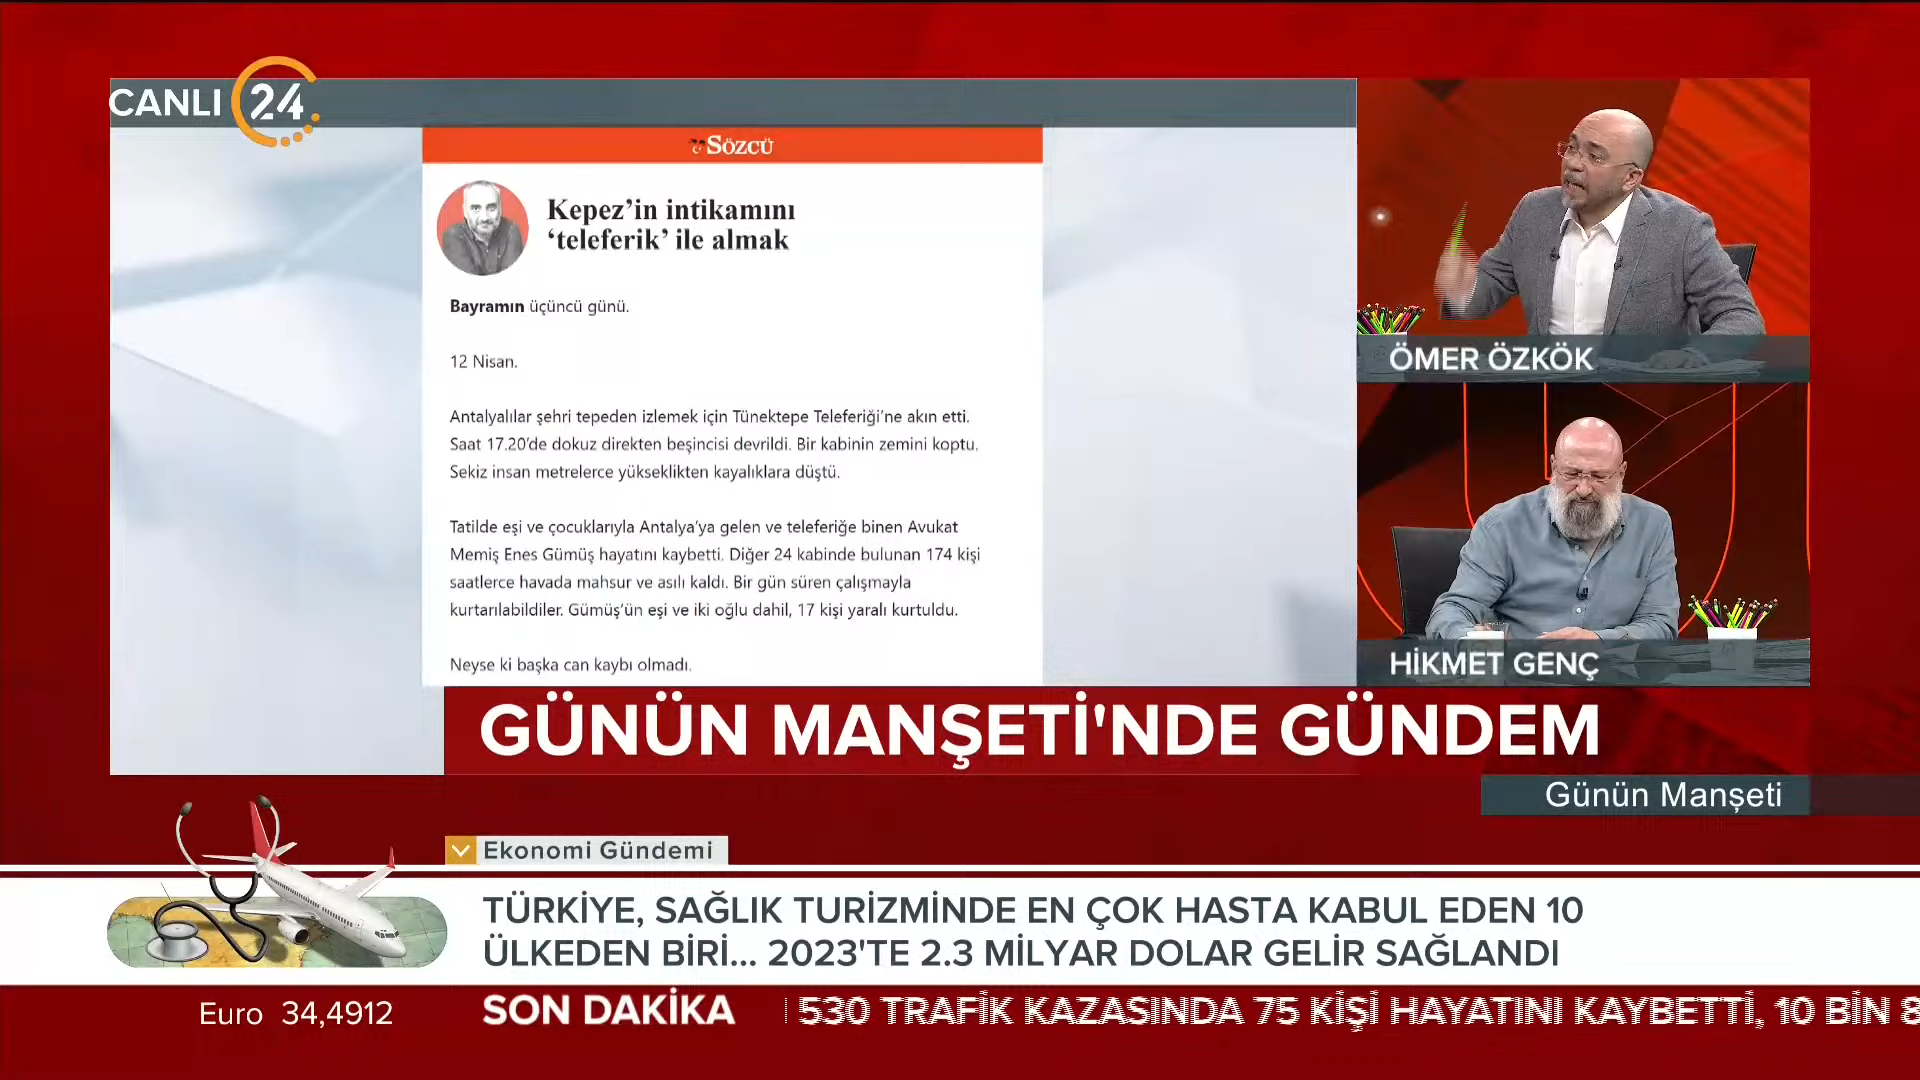 CANLI 24
SÖZCÜ
Kepez’in intikamını
‘teleferik’ ile almak
Bayramın üçüncü günü.
12 Nisan.
Antalyalılar şehri tepeden izlemek için Tünektepe Teleferiği’ne akın etti.
Saat 17.20’de dokuz direkten beşincisi devrildi. Bir kabinin zemini koptu.
Sekiz insan metrelerce yükseklikten kayalıklara düştü.
Tatilde eşi ve çocuklarıyla Antalya’ya gelen ve teleferiğe binen Avukat
Memiş Enes Gümüş hayatını kaybetti. Diğer 24 kabinde bulunan 174 kişi
saatlerce havada mahsur ve asılı kaldı. Bir gün süren çalışmayla
kurtarılabildiler. Gümüş’ün eşi ve iki oğlu dahil, 17 kişi yaralı kurtuldu.
Neyse ki başka can kaybı olmadı.
ÖMER ÖZKÖK
HİKMET GENÇ
GÜNÜN MANŞETİ'NDE GÜNDEM
Günün Manşeti
Ekonomi Gündemi
TÜRKİYE, SAĞLIK TURİZMİNDE EN ÇOK HASTA KABUL EDEN 10
ÜLKEDEN BİRİ... 2023'TE 2.3 MİLYAR DOLAR GELİR SAĞLANDI
Euro 34,4912
SON DAKİKA 530 TRAFİK KAZASINDA 75 KİŞİ HAYATINI KAYBETTİ, 10 BİN 8